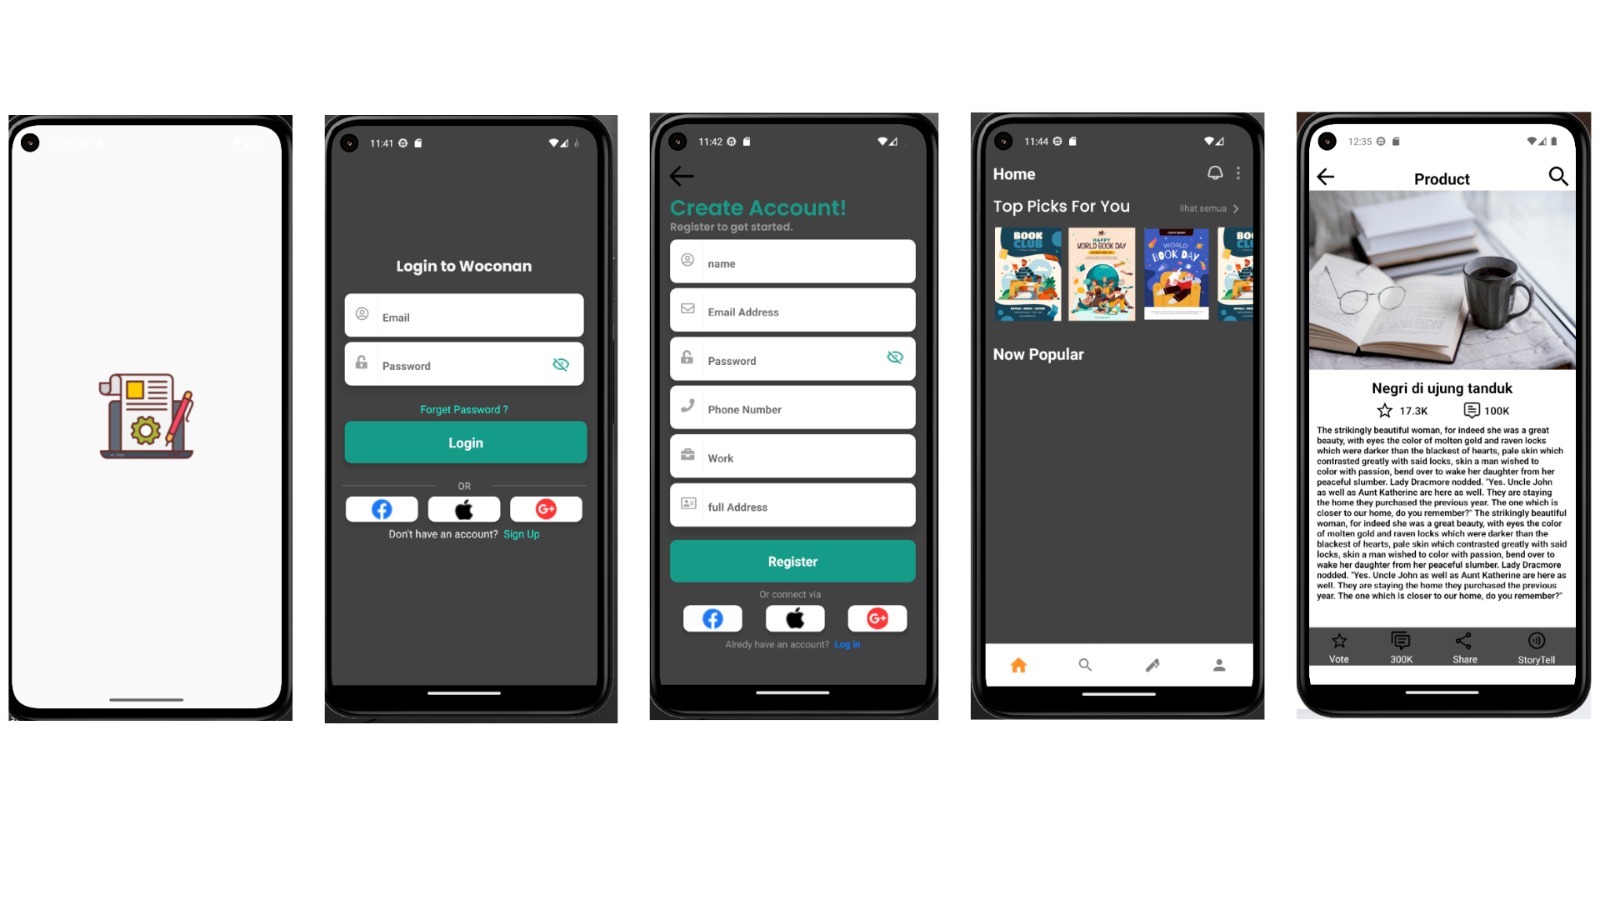 11:41
Login to Woconan
Email
Password
Forget Password ?
Login
OR
Don't have an account? Sign Up
11:42
Create Account!
Register to get started.
name
Email Address
Password
Phone Number
Work
full Address
Register
Or connect via
Alredy have an account? Log in
11:44
Home
Top Picks For You
lihat semua
BOOK
CLUB
HAPPY
WORLD BOOK DAY
WORLD
BOOK DAY
Now Popular
12:35
Product
Negri di ujung tanduk
17.3K 100K
The strikingly beautiful woman, for indeed she was a great
beauty, with eyes the color of molten gold and raven locks
which were darker than the blackest of hearts, pale skin which
contrasted greatly with said locks, skin a man wished to
color with passion, bend over to wake her daughter from her
peaceful slumber. Lady Dracmore nodded. "Yes. Uncle John
as well as Aunt Katherine are here as well. They are staying
the home they purchased the previous year. The one which is
closer to our home, do you remember?" The strikingly beautiful
woman, for indeed she was a great beauty, with eyes the color
of molten gold and raven locks which were darker than the
blackest of hearts, pale skin which contrasted greatly with said
locks, skin a man wished to color with passion, bend over to
wake her daughter from her peaceful slumber. Lady Dracmore
nodded. "Yes. Uncle John as well as Aunt Katherine are here as
well. They are staying the home they purchased the previous
year. The one which is closer to our home, do you remember?"
Vote 300K Share StoryTell